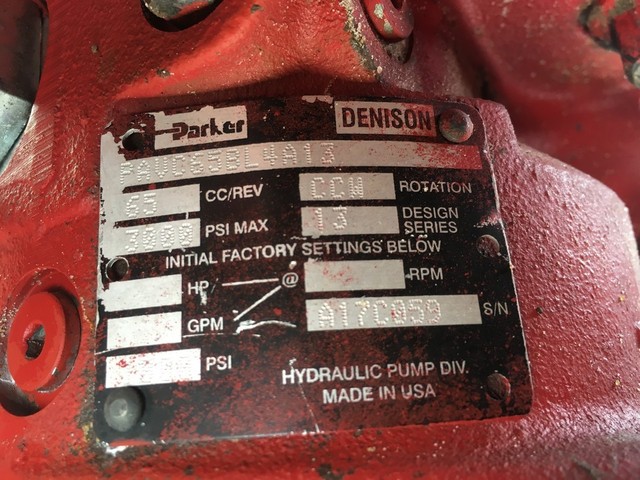 Parker DENISON
PAVC65BL4A13
65 CC/REV CCW ROTATION
3000 PSI MAX 13 DESIGN SERIES
INITIAL FACTORY SETTINGS BELOW
HP @ RPM
GPM A17C059 S/N
PSI
HYDRAULIC PUMP DIV.
MADE IN USA